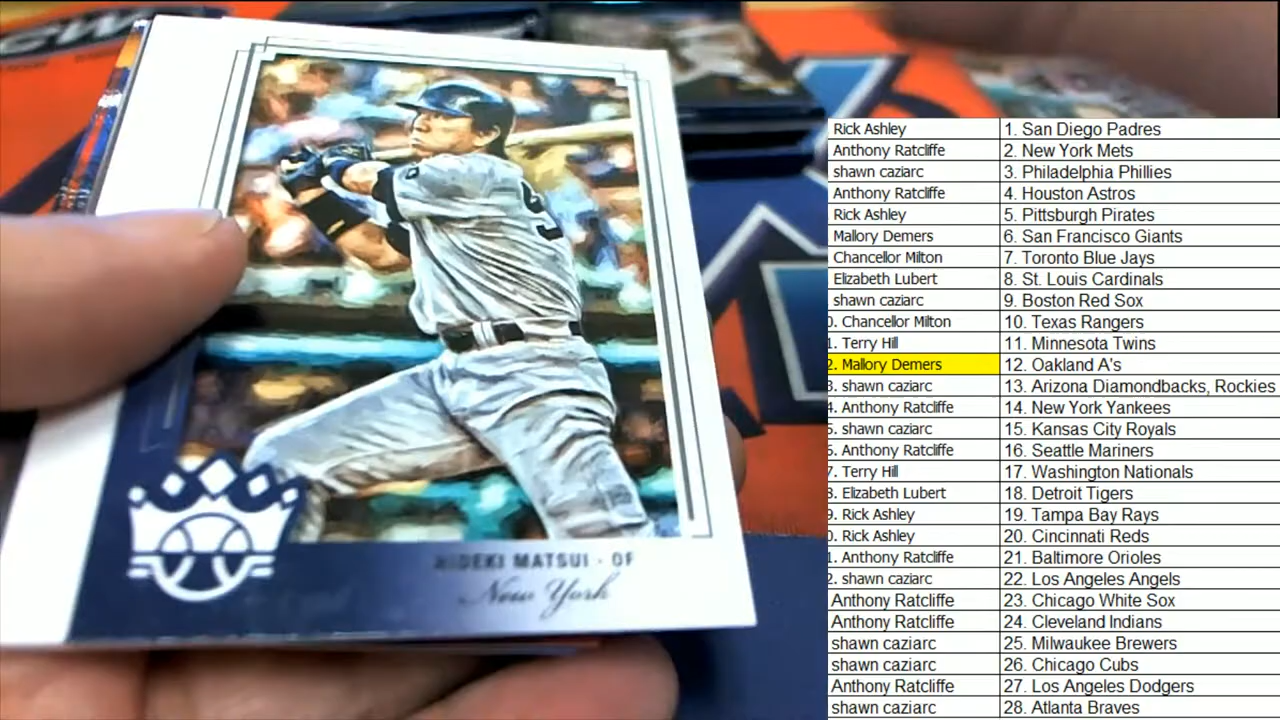 HIDEKI MATSUI · OF
New York
Rick Ashley 1. San Diego Padres
Anthony Ratcliffe 2. New York Mets
shawn caziarc 3. Philadelphia Phillies
Anthony Ratcliffe 4. Houston Astros
Rick Ashley 5. Pittsburgh Pirates
Mallory Demers 6. San Francisco Giants
Chancellor Milton 7. Toronto Blue Jays
Elizabeth Lubert 8. St. Louis Cardinals
shawn caziarc 9. Boston Red Sox
0. Chancellor Milton 10. Texas Rangers
1. Terry Hill 11. Minnesota Twins
2. Mallory Demers 12. Oakland A's
3. shawn caziarc 13. Arizona Diamondbacks, Rockies
4. Anthony Ratcliffe 14. New York Yankees
5. shawn caziarc 15. Kansas City Royals
6. Anthony Ratcliffe 16. Seattle Mariners
7. Terry Hill 17. Washington Nationals
8. Elizabeth Lubert 18. Detroit Tigers
9. Rick Ashley 19. Tampa Bay Rays
0. Rick Ashley 20. Cincinnati Reds
1. Anthony Ratcliffe 21. Baltimore Orioles
2. shawn caziarc 22. Los Angeles Angels
Anthony Ratcliffe 23. Chicago White Sox
Anthony Ratcliffe 24. Cleveland Indians
shawn caziarc 25. Milwaukee Brewers
shawn caziarc 26. Chicago Cubs
Anthony Ratcliffe 27. Los Angeles Dodgers
shawn caziarc 28. Atlanta Braves